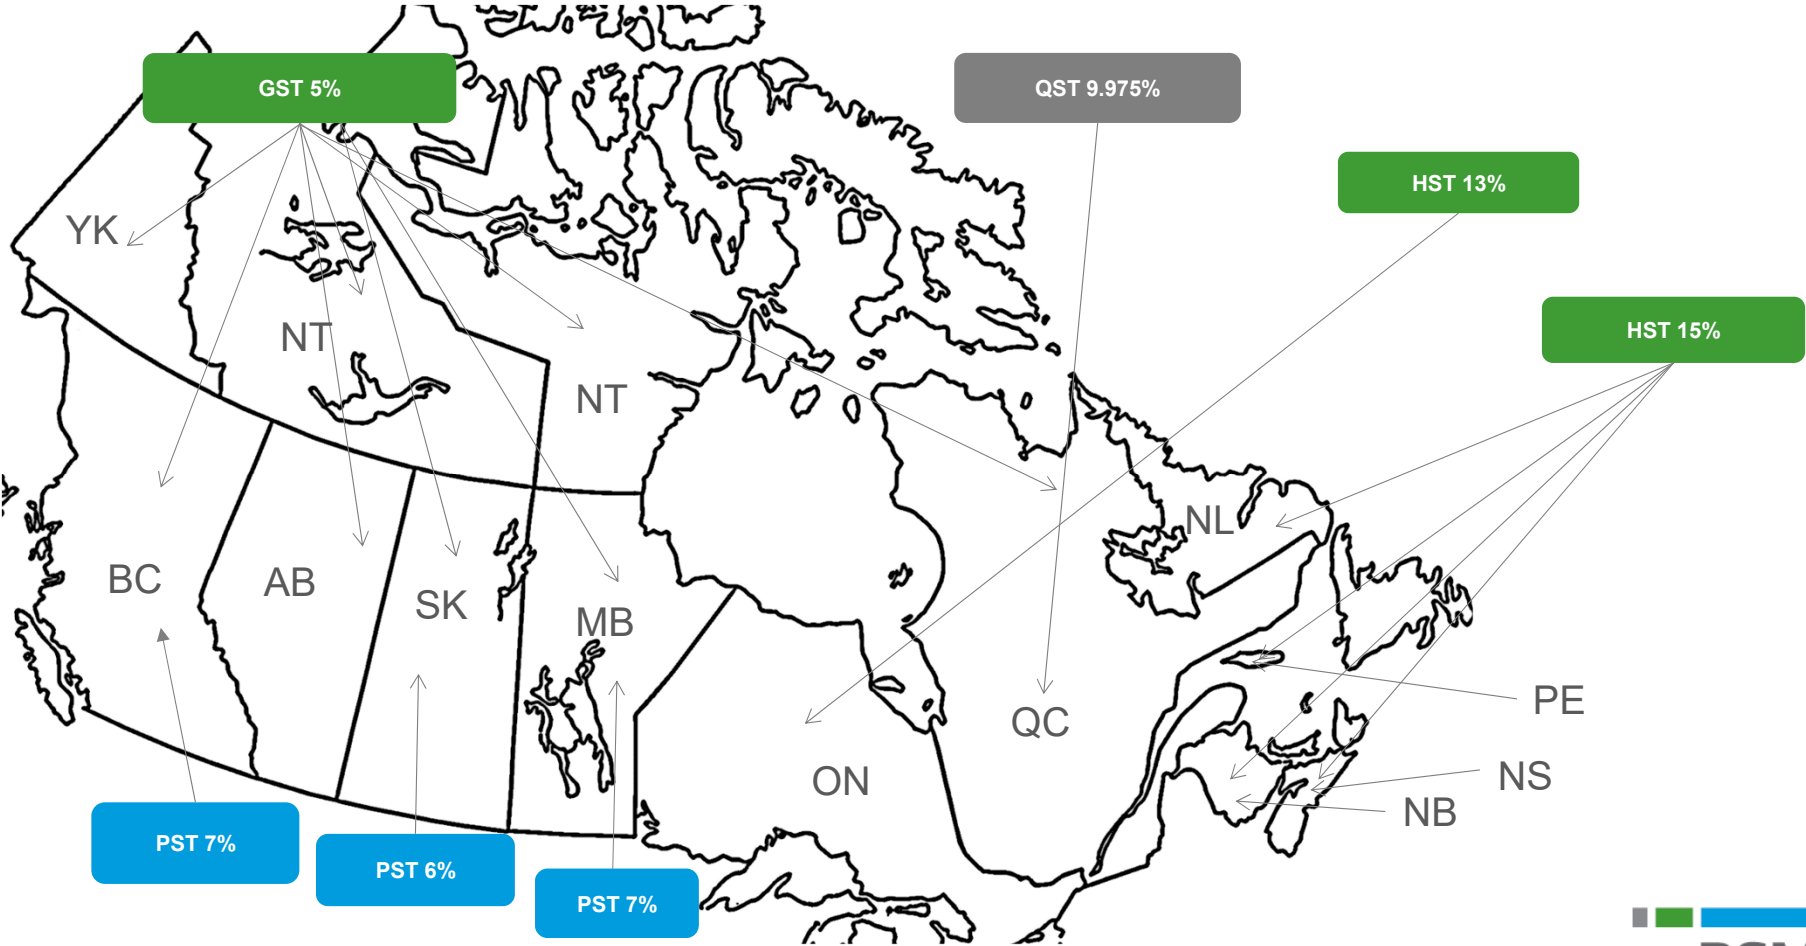 GST 5%
QST 9.975%
HST 13%
YK
HST 15%
NT
NT
NL
BC
AB
SK
MB
PE
QC
ON
NS
NB
PST 7%
PST 6%
PST 7%